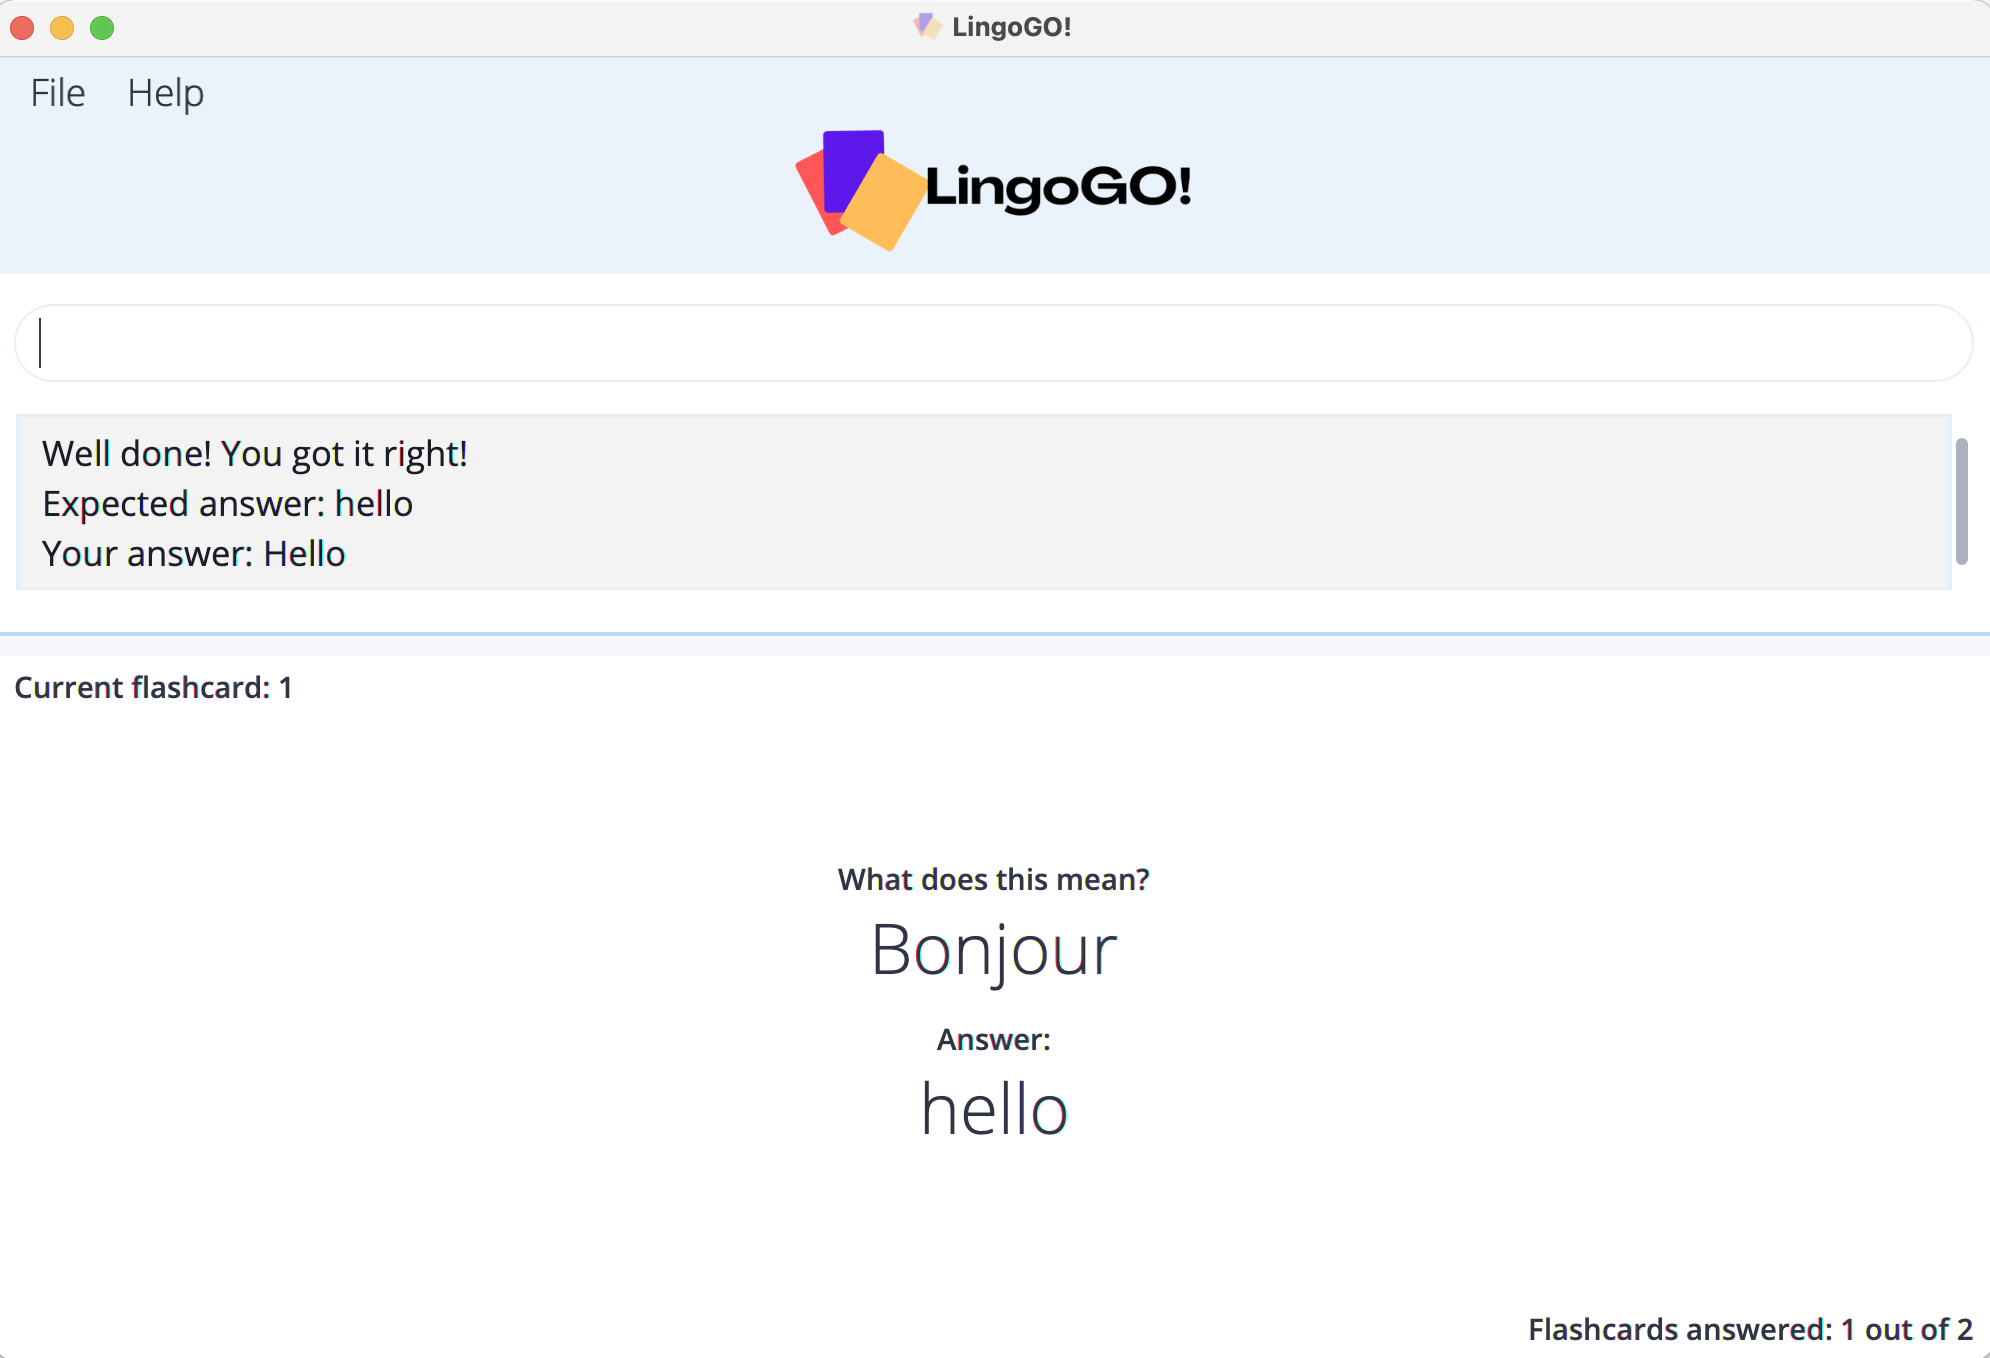 LingoGO!
File Help
LingoGO!
Well done! You got it right!
Expected answer: hello
Your answer: Hello
Current flashcard: 1
What does this mean?
Bonjour
Answer:
hello
Flashcards answered: 1 out of 2